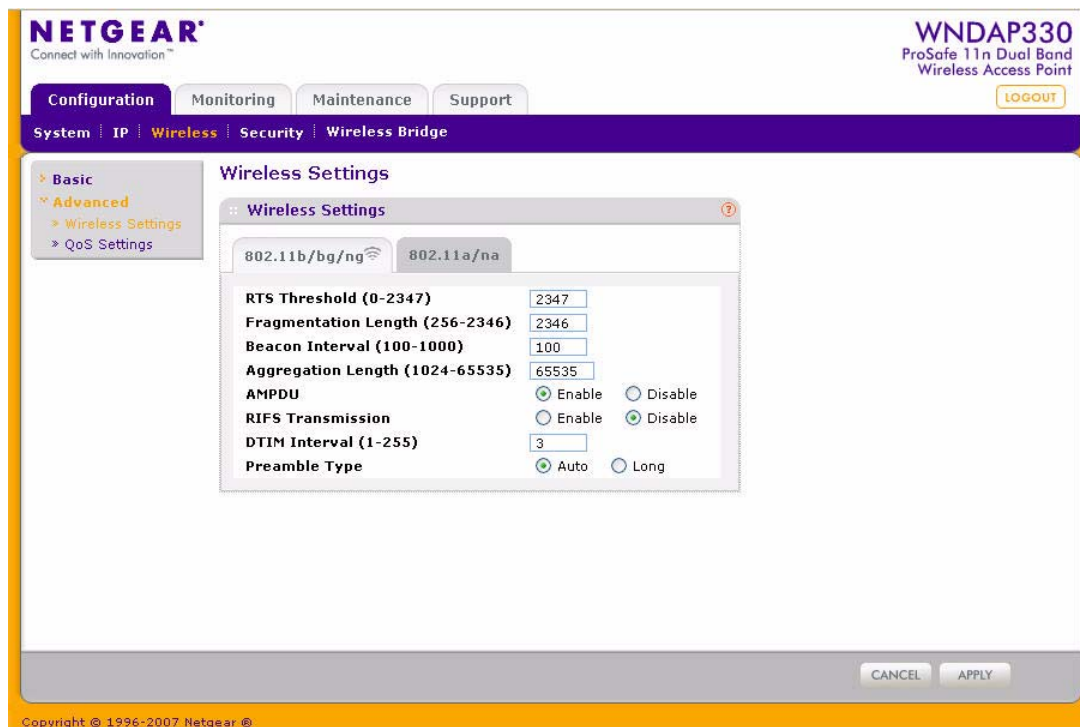 NETGEAR®
Connect with Innovation™
WNDAP330
ProSafe 11n Dual Band
Wireless Access Point
Configuration Monitoring Maintenance Support
LOGOUT
System IP Wireless Security Wireless Bridge
Basic
Advanced
Wireless Settings
QoS Settings
Wireless Settings
Wireless Settings ?
802.11b/bg/ng 802.11a/na
RTS Threshold (0-2347) 2347
Fragmentation Length (256-2346) 2346
Beacon Interval (100-1000) 100
Aggregation Length (1024-65535) 65535
AMPDU Enable Disable
RIFS Transmission Enable Disable
DTIM Interval (1-255) 3
Preamble Type Auto Long
CANCEL APPLY
Copyright © 1996-2007 Netgear ®